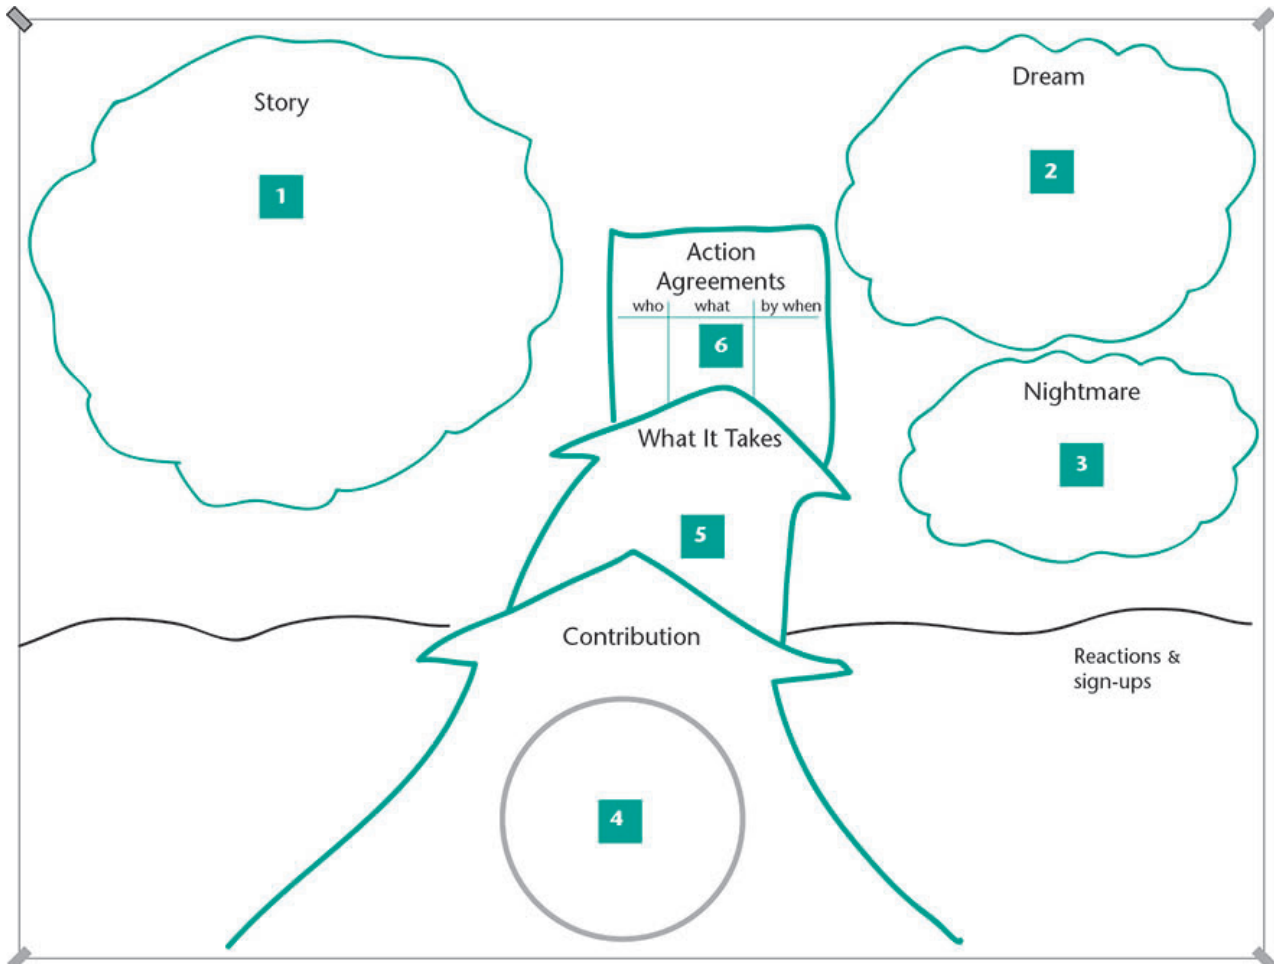 Story
1
Dream
2
Action
Agreements
who what by when
6
Nightmare
3
What It Takes
5
Contribution
4
Reactions &
sign-ups